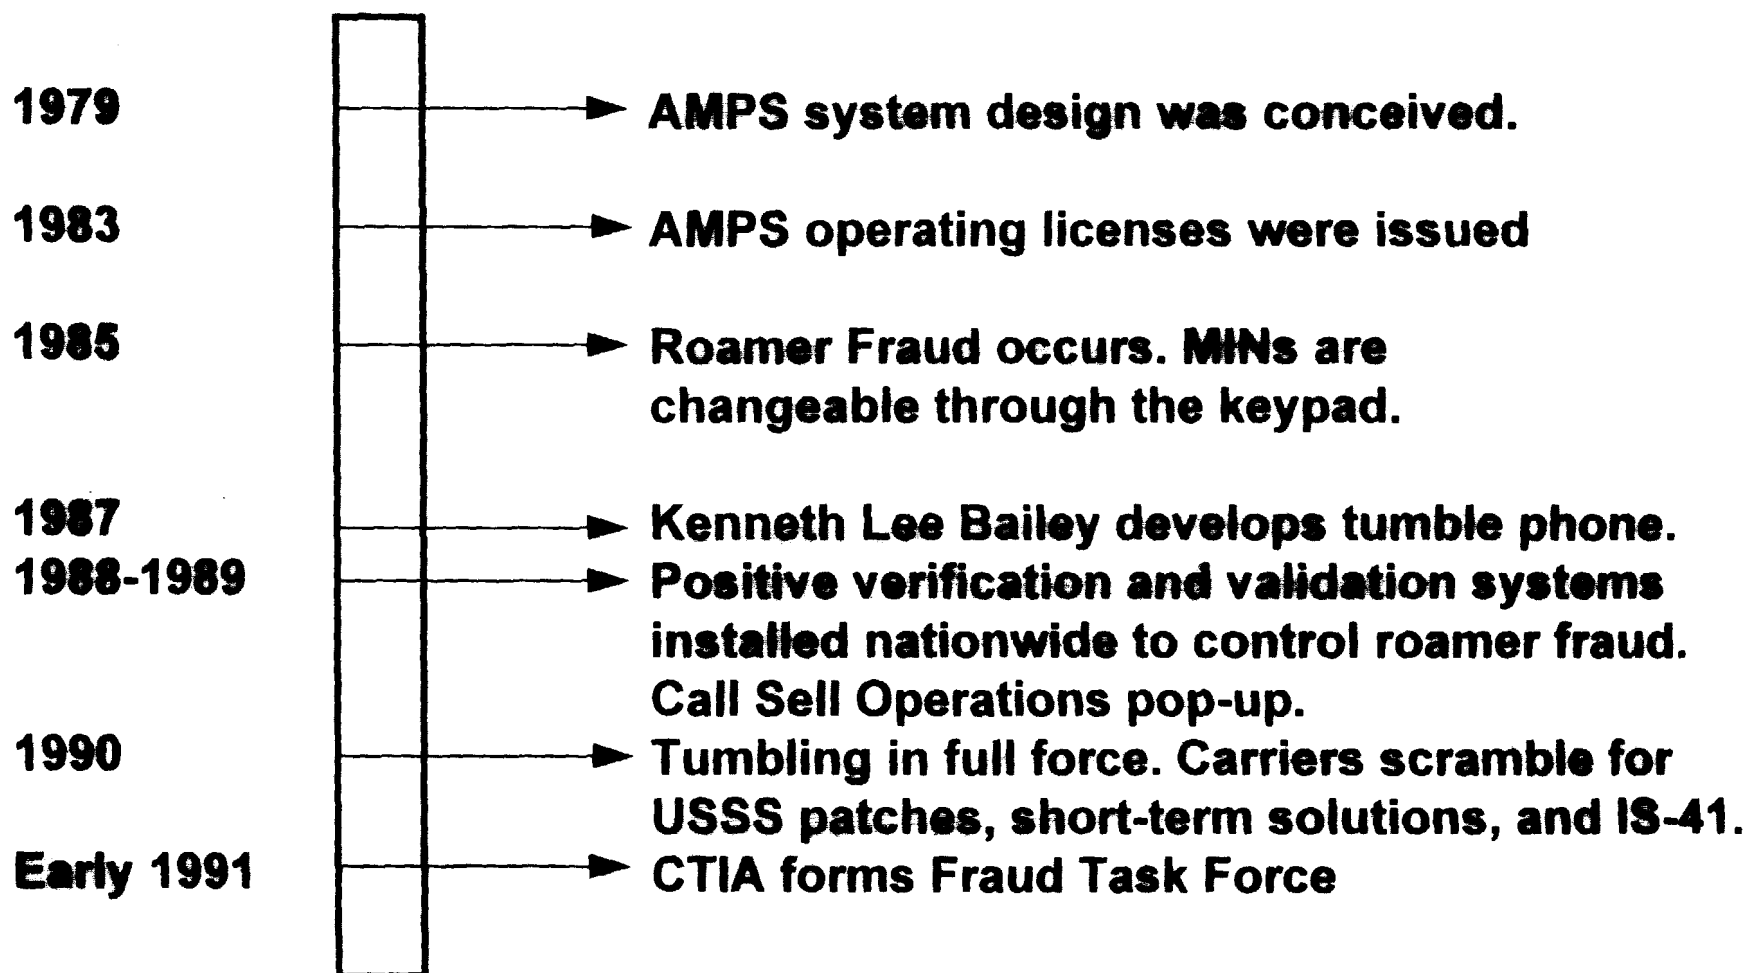 1979 AMPS system design was conceived.
1983 AMPS operating licenses were issued
1985 Roamer Fraud occurs. MINs are
changeable through the keypad.
1987 Kenneth Lee Bailey develops tumble phone.
1988-1989 Positive verification and validation systems
installed nationwide to control roamer fraud.
Call Sell Operations pop-up.
1990 Tumbling in full force. Carriers scramble for
USSS patches, short-term solutions, and IS-41.
Early 1991 CTIA forms Fraud Task Force